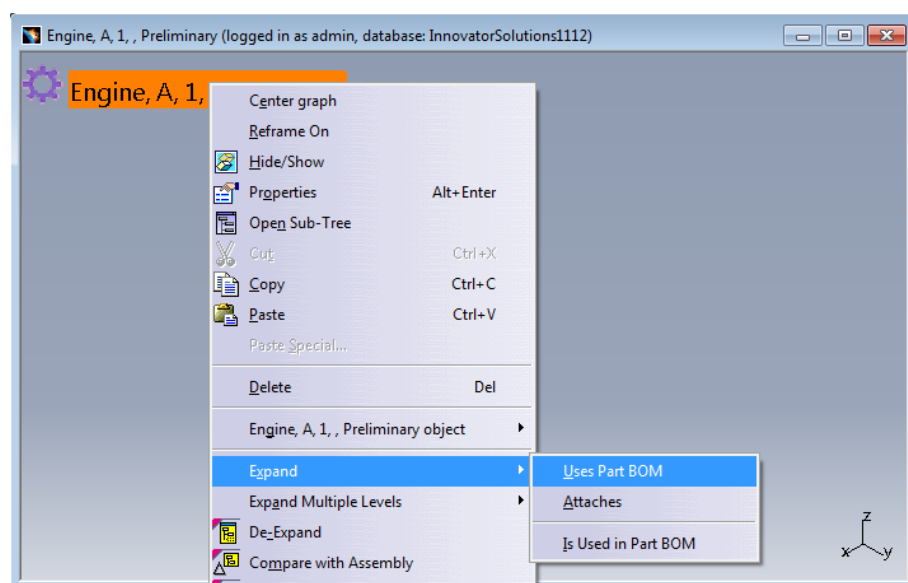 Engine, A, 1, , Preliminary (logged in as admin, database: InnovatorSolutions1112)
Engine, A, 1,
Center graph
Reframe On
Hide/Show
Properties Alt+Enter
Open Sub-Tree
Cut Ctrl+X
Copy Ctrl+C
Paste Ctrl+V
Paste Special...
Delete Del
Engine, A, 1, , Preliminary object
Expand
Uses Part BOM
Expand Multiple Levels
Attaches
De-Expand
Is Used in Part BOM
Compare with Assembly
z
x
y